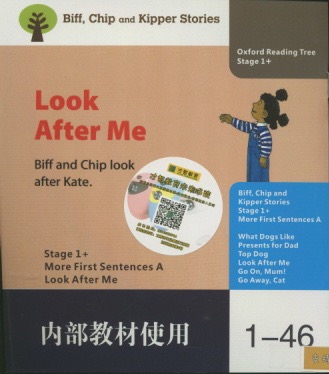 Biff, Chip and Kipper Stories
Oxford Reading Tree
Stage 1+
Look
After Me
Biff and Chip look
after Kate.
Biff, Chip and
Kipper Stories
Stage 1+
More First Sentences A
What Dogs Like
Presents for Dad
Top Dog
Look After Me
Go On, Mum!
Go Away, Cat
Stage 1+
More First Sentences A
Look After Me
内部教材使用
1-46